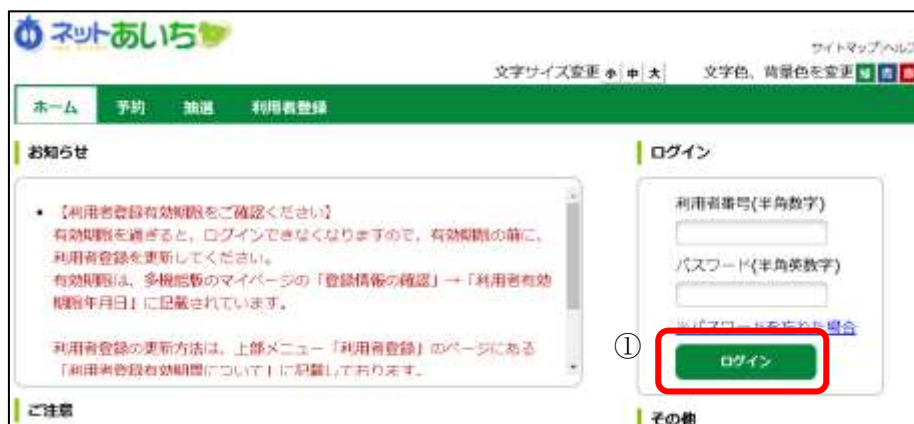 ネットあいち
サイトマップ|ヘルプ
文字サイズ変更 小 中 大 文字色、背景色を変更 緑 青
ホーム 予約 抽選 利用者登録
お知らせ
・【利用者登録有効期限をご確認ください】
有効期限を過ぎると、ログインできなくなりますので、有効期限の前に、
利用者登録を更新してください。
有効期限は、多機能版のマイページの「登録情報の確認」→「利用者有効
期限年月日」に記載されています。
利用者登録の更新方法は、上部メニュー「利用者登録」のページにある
「利用者登録有効期間について」に記載しております。
ご注意
ログイン
利用者番号(半角数字)
パスワード(半角英数字)
※パスワードを忘れた場合
①
ログイン
その他